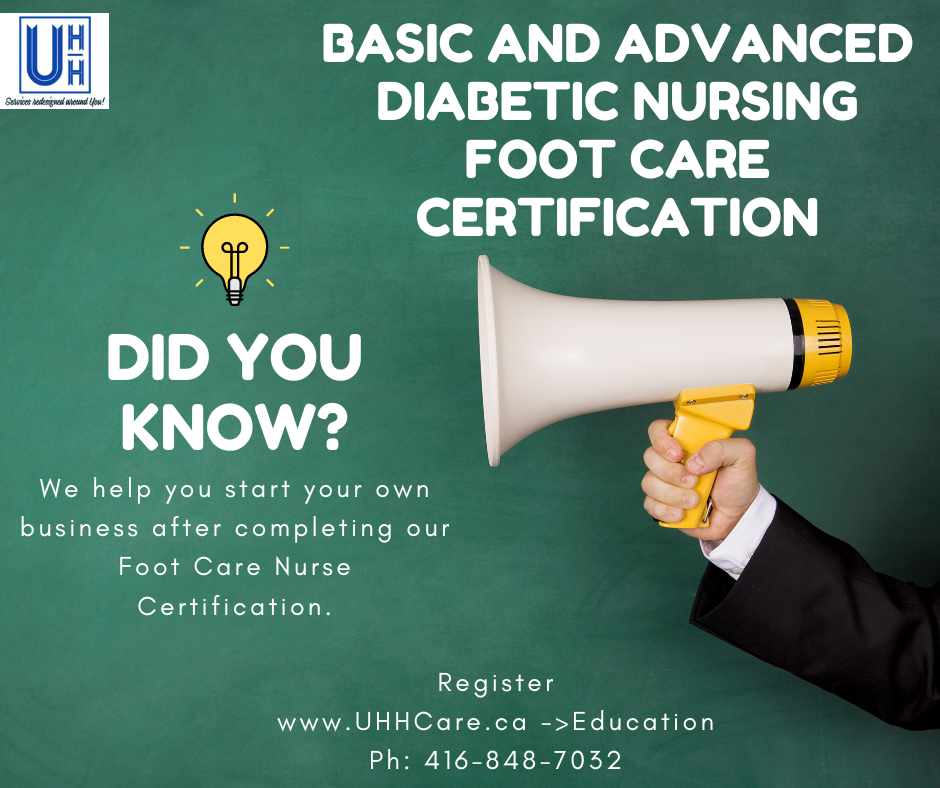 UHH
Services redesigned around You!
BASIC AND ADVANCED
DIABETIC NURSING
FOOT CARE
CERTIFICATION
DID YOU
KNOW?
We help you start your own
business after completing our
Foot Care Nurse
Certification.
Register
www.UHHCare.ca ->Education
Ph: 416-848-7032